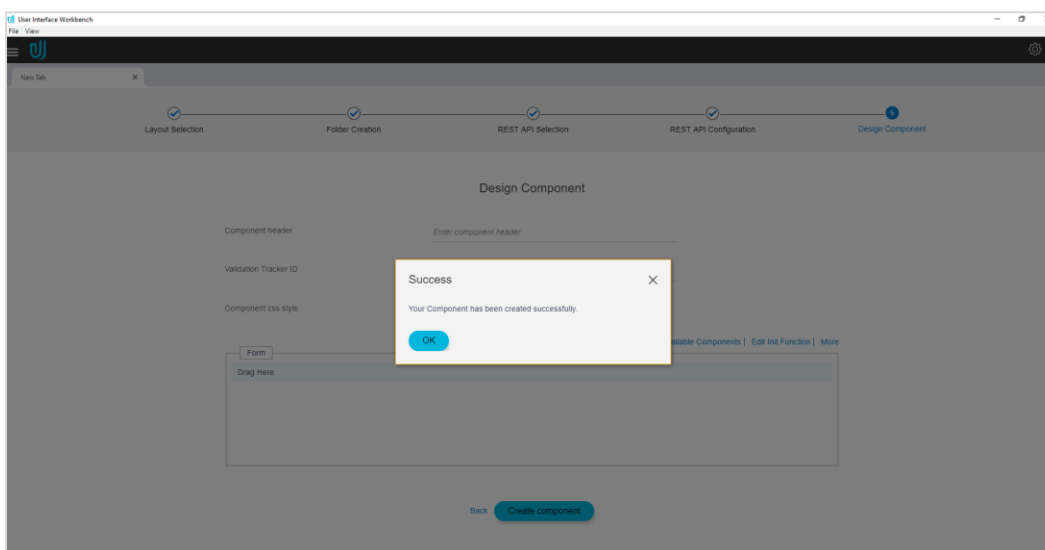 User Interface Workbench
File View
New Tab
5
Layout Selection
Folder Creation
REST API Selection
REST API Configuration
Design Component
Design Component
Component header
Enter component header
Validation Tracker ID
Component css style
Success
Your Component has been created successfully.
OK
Components | Edit Init Function | More
Form
Drag Here
Back
Create component